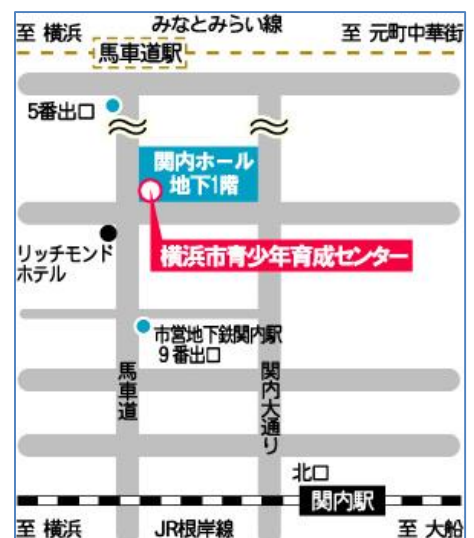 至 横浜
みなとみらい線
至 元町中華街
馬車道駅
5番出口
関内ホール
地下1階
リッチモンド
ホテル
横浜市青少年育成センター
市営地下鉄関内駅
9番出口
馬車道
関内大通り
北口
関内駅
至 横浜
JR根岸線
至 大船